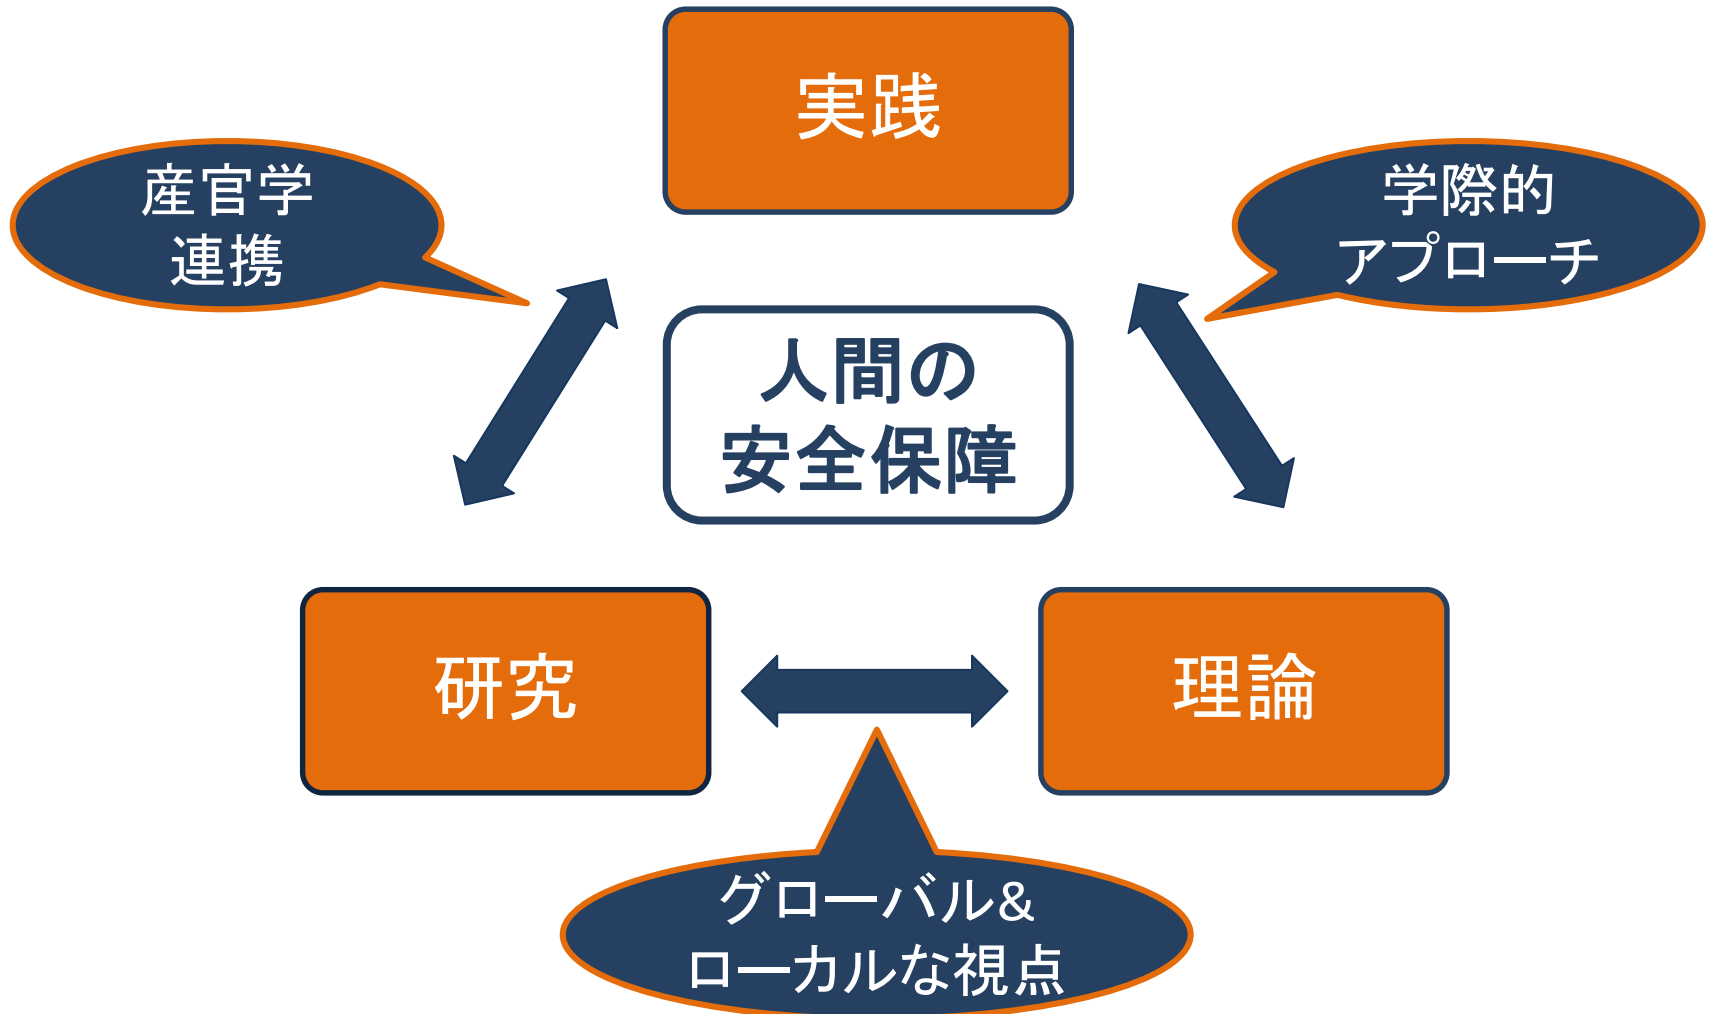 実践
産官学
連携
学際的
アプローチ
人間の
安全保障
研究
理論
グローバル&
ローカルな視点